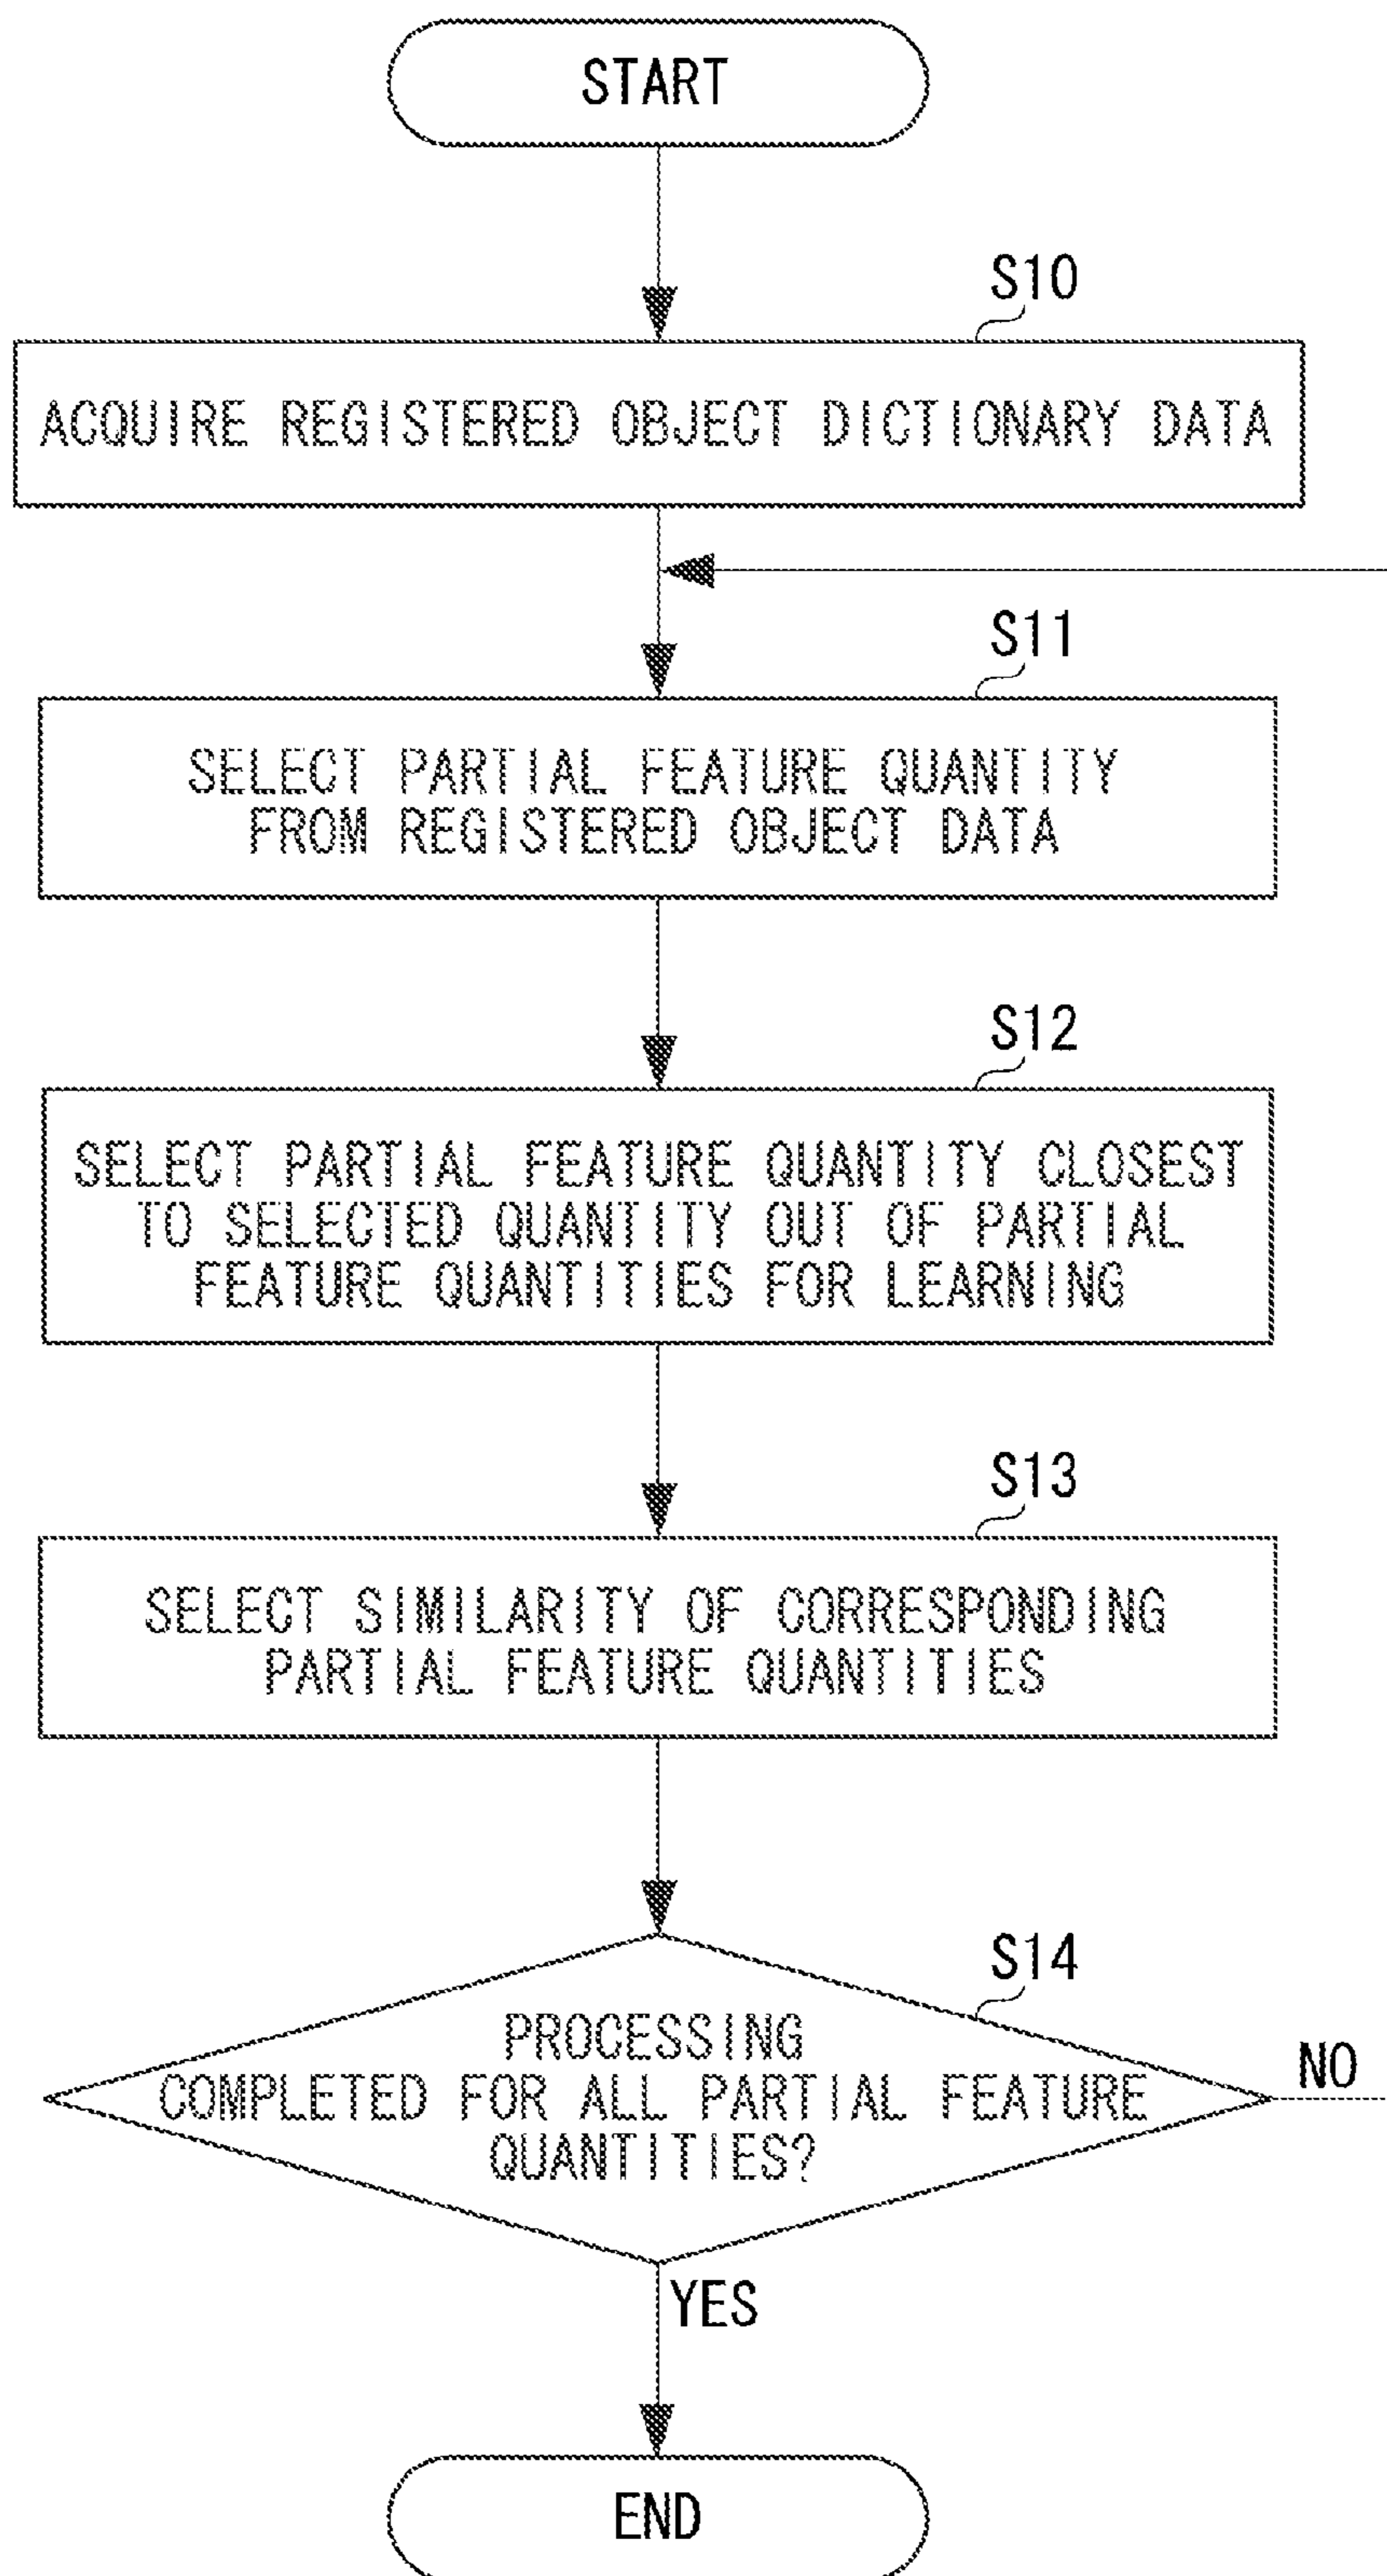 START
S10
ACQUIRE REGISTERED OBJECT DICTIONARY DATA
S11
SELECT PARTIAL FEATURE QUANTITY
FROM REGISTERED OBJECT DATA
S12
SELECT PARTIAL FEATURE QUANTITY CLOSEST
TO SELECTED QUANTITY OUT OF PARTIAL
FEATURE QUANTITIES FOR LEARNING
S13
SELECT SIMILARITY OF CORRESPONDING
PARTIAL FEATURE QUANTITIES
S14
PROCESSING
COMPLETED FOR ALL PARTIAL FEATURE
QUANTITIES?
NO
YES
END